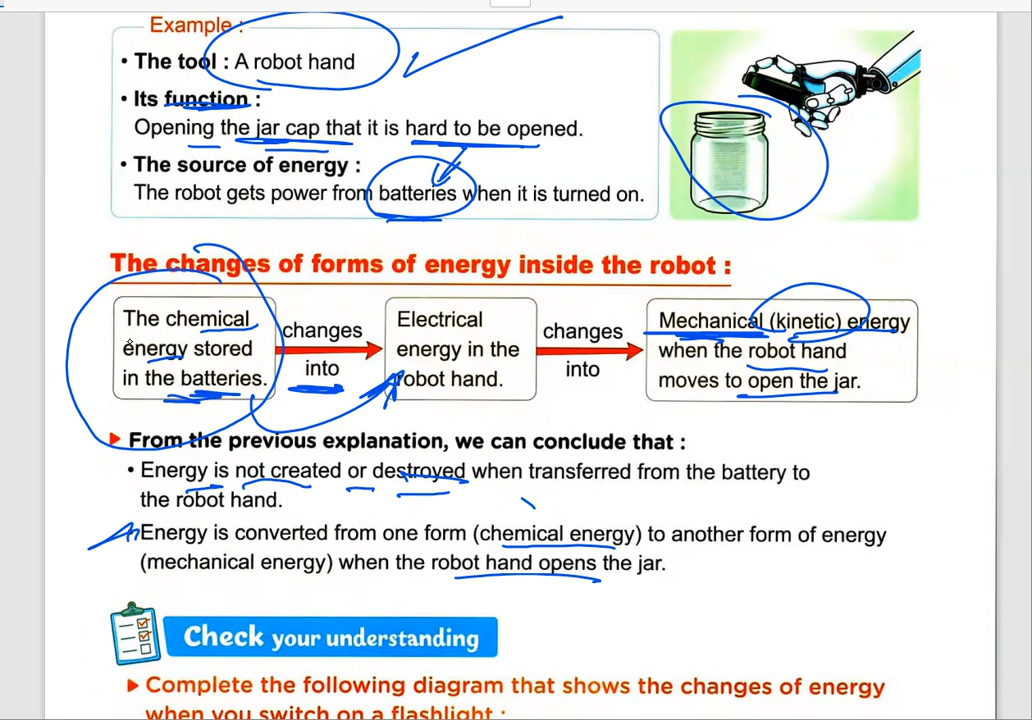 Example :
• The tool : A robot hand
• Its function :
Opening the jar cap that it is hard to be opened.
• The source of energy :
The robot gets power from batteries when it is turned on.
The changes of forms of energy inside the robot :
The chemical
energy stored
in the batteries.
changes
into
Electrical
energy in the
robot hand.
changes
into
Mechanical (kinetic) energy
when the robot hand
moves to open the jar.
From the previous explanation, we can conclude that :
• Energy is not created or destroyed when transferred from the battery to
the robot hand.
Energy is converted from one form (chemical energy) to another form of energy
(mechanical energy) when the robot hand opens the jar.
Check your understanding
Complete the following diagram that shows the changes of energy
when you switch on a flashlight :